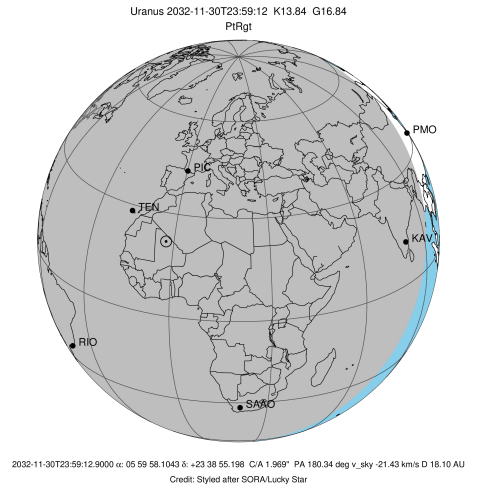 Uranus 2032-11-30T23:59:12 K13.84 G16.84
PtRgt
PMO
PIC
TEN
KAV
RIO
SAAO
2032-11-30T23:59:12.9000 α: 05 59 58.1043 δ: +23 38 55.198 C/A 1.969" PA 180.34 deg v_sky -21.43 km/s D 18.10 AU
Credit: Styled after SORA/Lucky Star